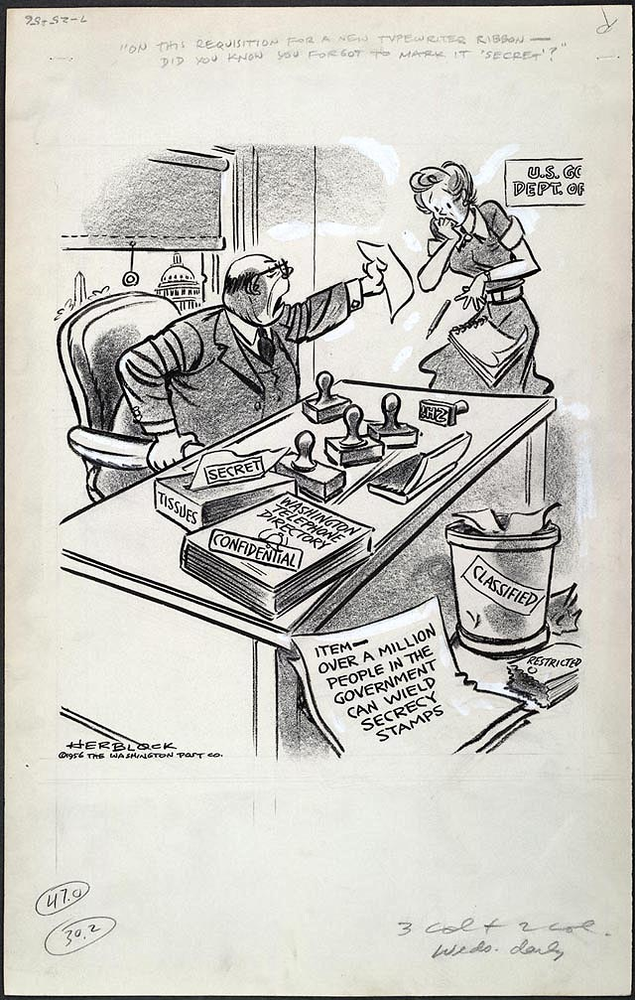 7-25-56
"ON THIS REQUISITION FOR A NEW TYPEWRITER RIBBON—
DID YOU KNOW YOU FORGOT TO MARK IT 'SECRET'?"
U.S. GO
DEPT. OF
SECRET
TISSUES
WASHINGTON
TELEPHONE
DIRECTORY
CONFIDENTIAL
CLASSIFIED
RESTRICTED
ITEM—
OVER A MILLION
PEOPLE IN THE
GOVERNMENT
CAN WIELD
SECRECY
STAMPS
HERBLOCK
©1956 THE WASHINGTON POST CO.
47.0
30.2
3 col + 2 col.
Weds. daily